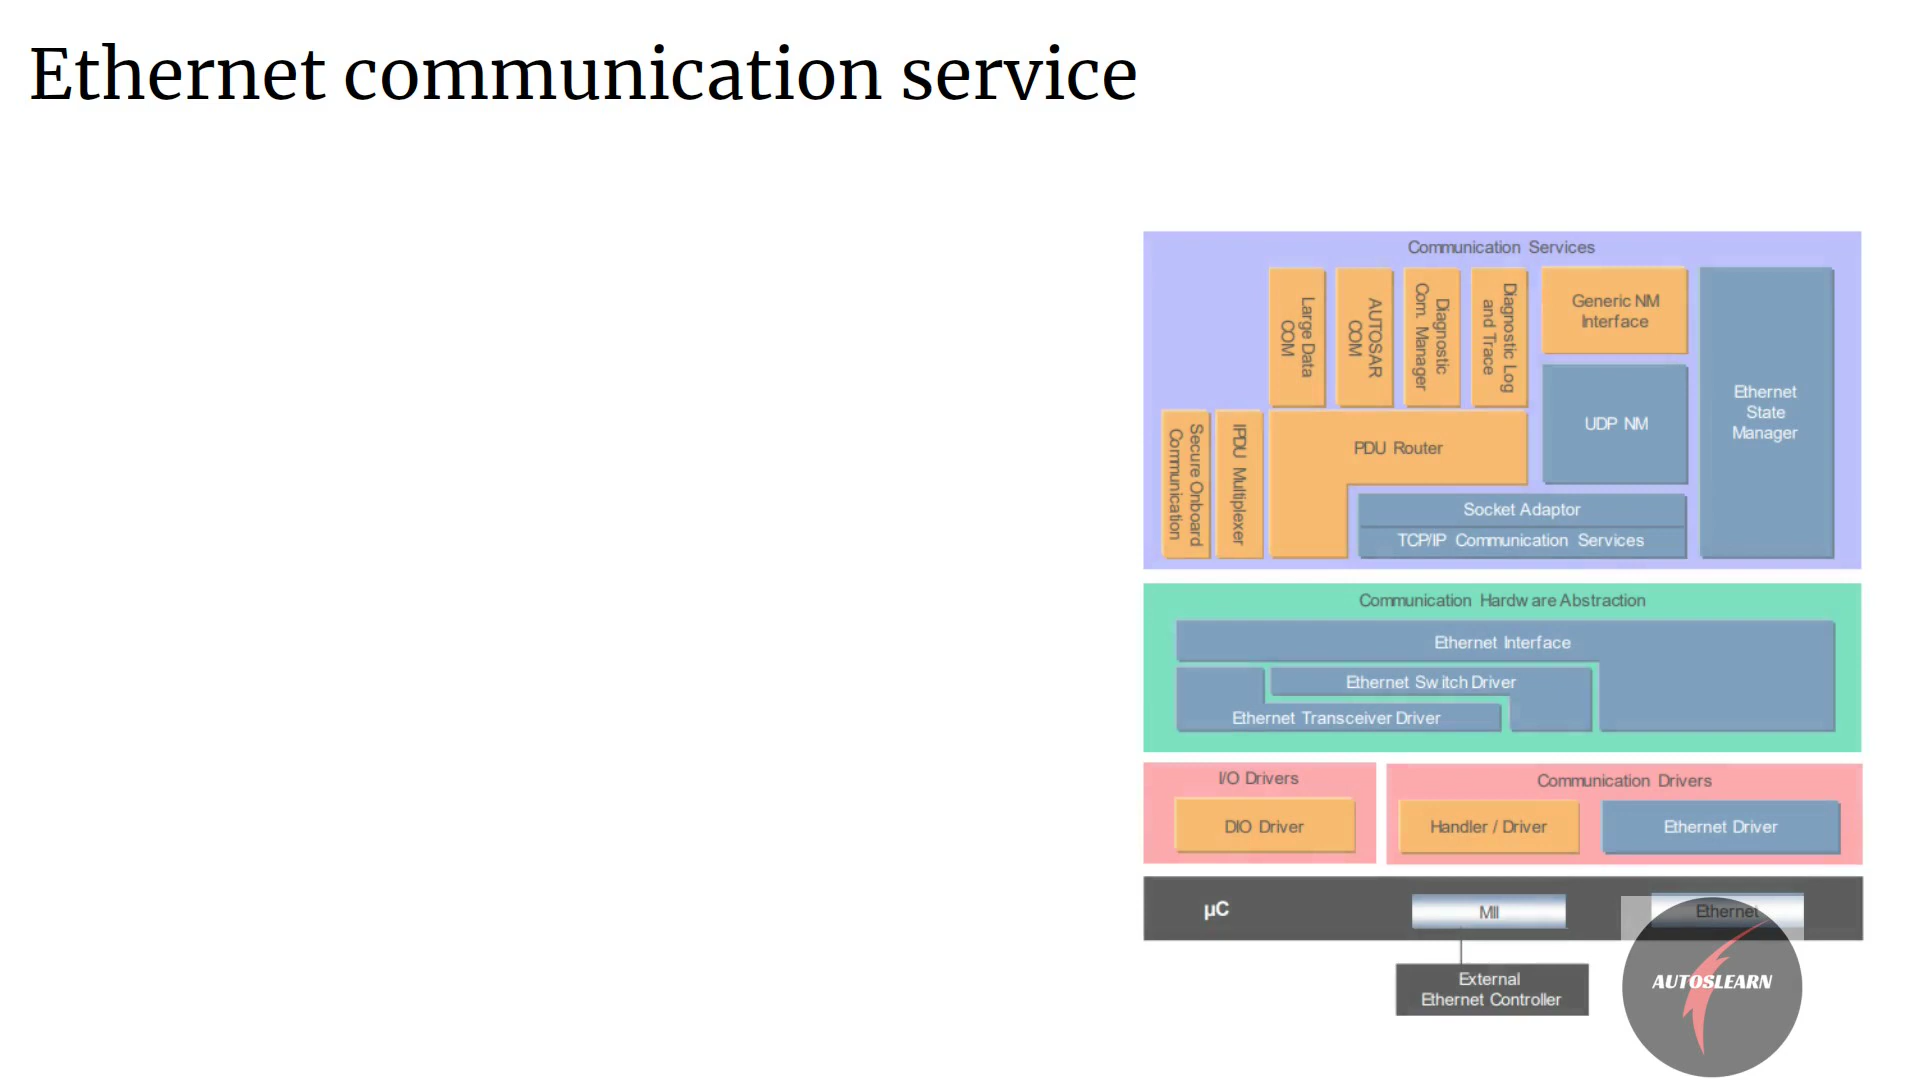 Ethernet communication service
Communication Services
Large Data
COM
AUTOSAR
COM
Diagnostic
Com. Manager
Diagnostic Log
and Trace
Generic NM
Interface
UDP NM
Ethernet
State
Manager
Secure Onboard
Communication
IPDU Multiplexer
PDU Router
Socket Adaptor
TCP/IP Communication Services
Communication Hardware Abstraction
Ethernet Interface
Ethernet Switch Driver
Ethernet Transceiver Driver
I/O Drivers
DIO Driver
Communication Drivers
Handler / Driver
Ethernet Driver
µC
MII
Ethernet
External
Ethernet Controller
AUTOSLEARN